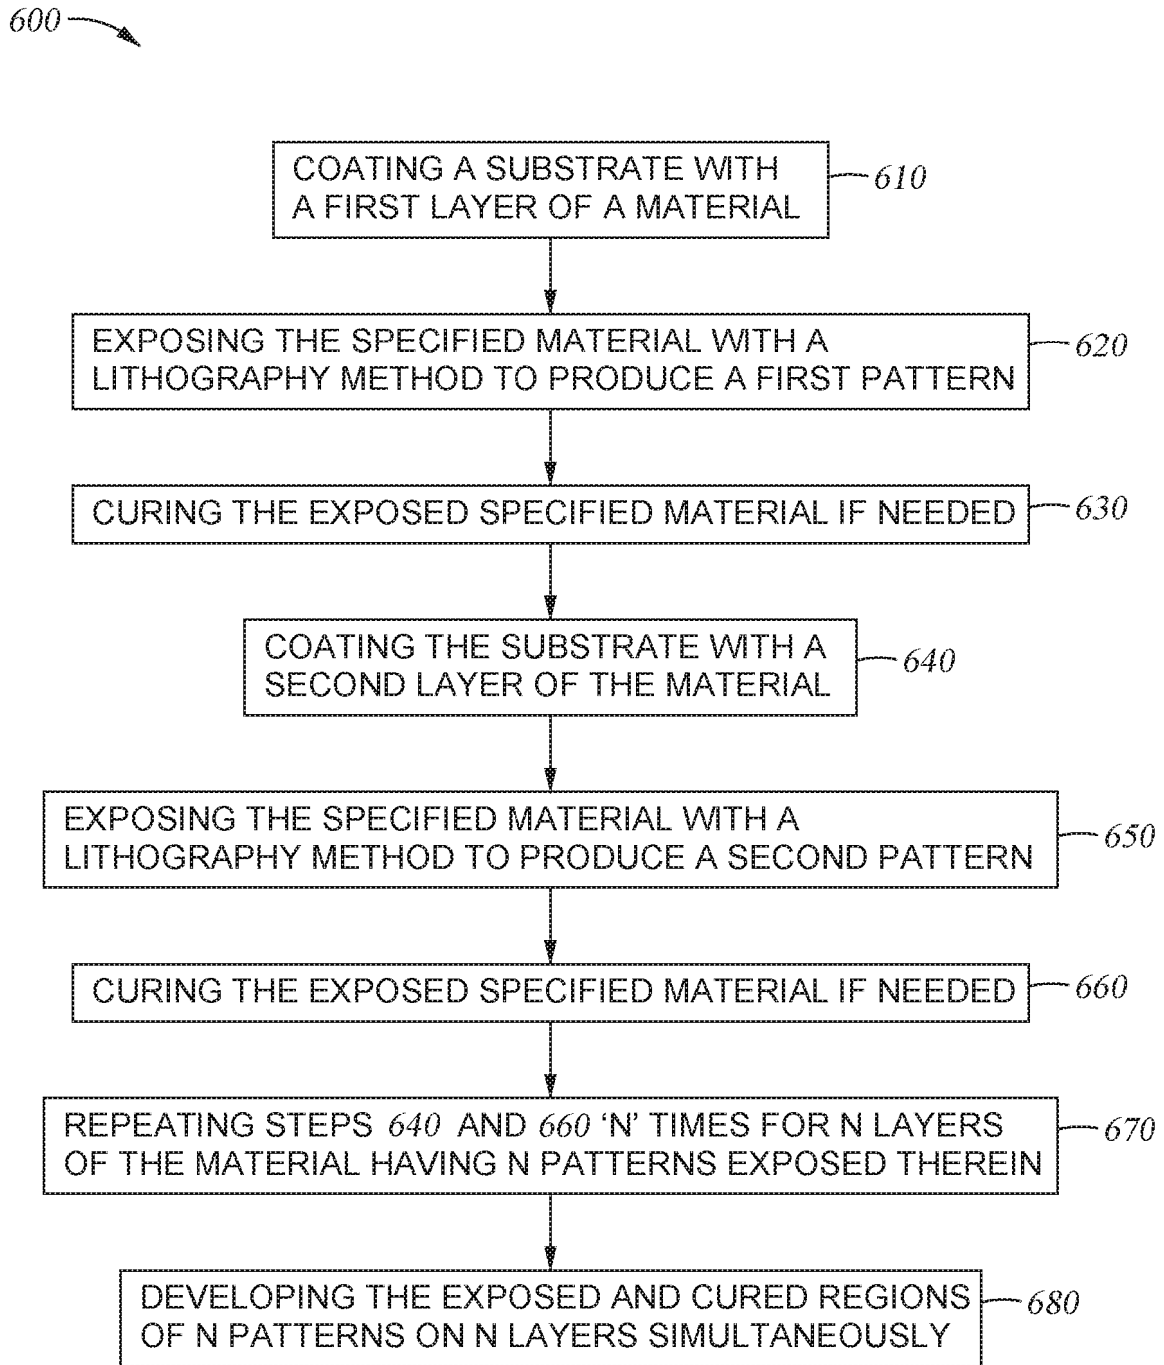 600
COATING A SUBSTRATE WITH
A FIRST LAYER OF A MATERIAL
610
EXPOSING THE SPECIFIED MATERIAL WITH A
LITHOGRAPHY METHOD TO PRODUCE A FIRST PATTERN
620
CURING THE EXPOSED SPECIFIED MATERIAL IF NEEDED
630
COATING THE SUBSTRATE WITH A
SECOND LAYER OF THE MATERIAL
640
EXPOSING THE SPECIFIED MATERIAL WITH A
LITHOGRAPHY METHOD TO PRODUCE A SECOND PATTERN
650
CURING THE EXPOSED SPECIFIED MATERIAL IF NEEDED
660
REPEATING STEPS 640 AND 660 ‘N’ TIMES FOR N LAYERS
OF THE MATERIAL HAVING N PATTERNS EXPOSED THEREIN
670
DEVELOPING THE EXPOSED AND CURED REGIONS
OF N PATTERNS ON N LAYERS SIMULTANEOUSLY
680